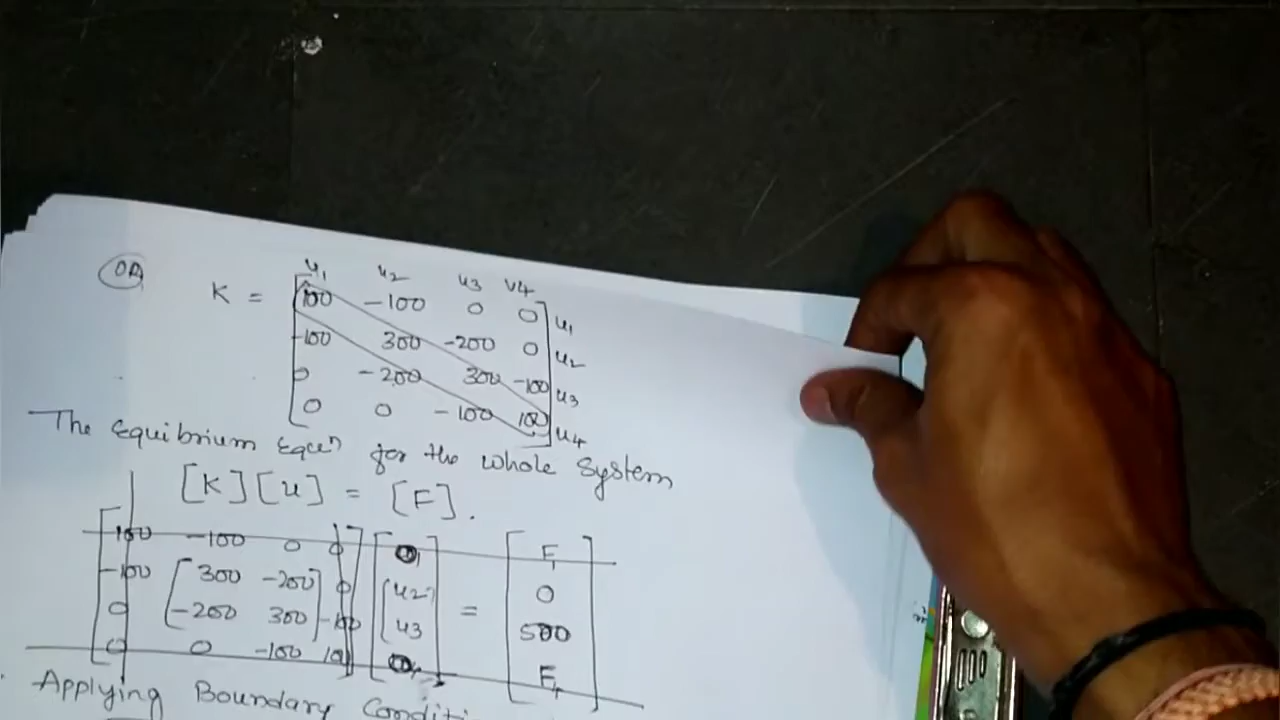 OR
u1 u2 u3 u4
K = [100 -100 0 0] u1
[-100 300 -200 0] u2
[0 -200 300 -100] u3
[0 0 -100 100] u4
The Equibrium Eque^n for the whole System
[K][u] = [F].
[100 -100 0 0] [0] = [F1]
[-100 300 -200 0] [u2] [0]
[0 -200 300 -100] [u3] [500]
[0 0 -100 100] [0] [F4]
Applying Boundary